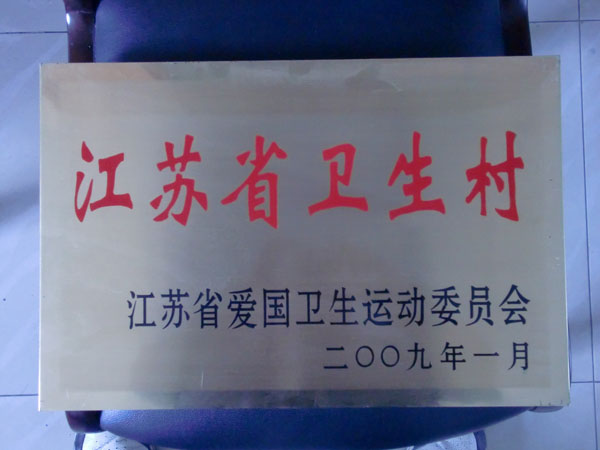 江苏省卫生村
江苏省爱国卫生运动委员会
二〇〇九年一月